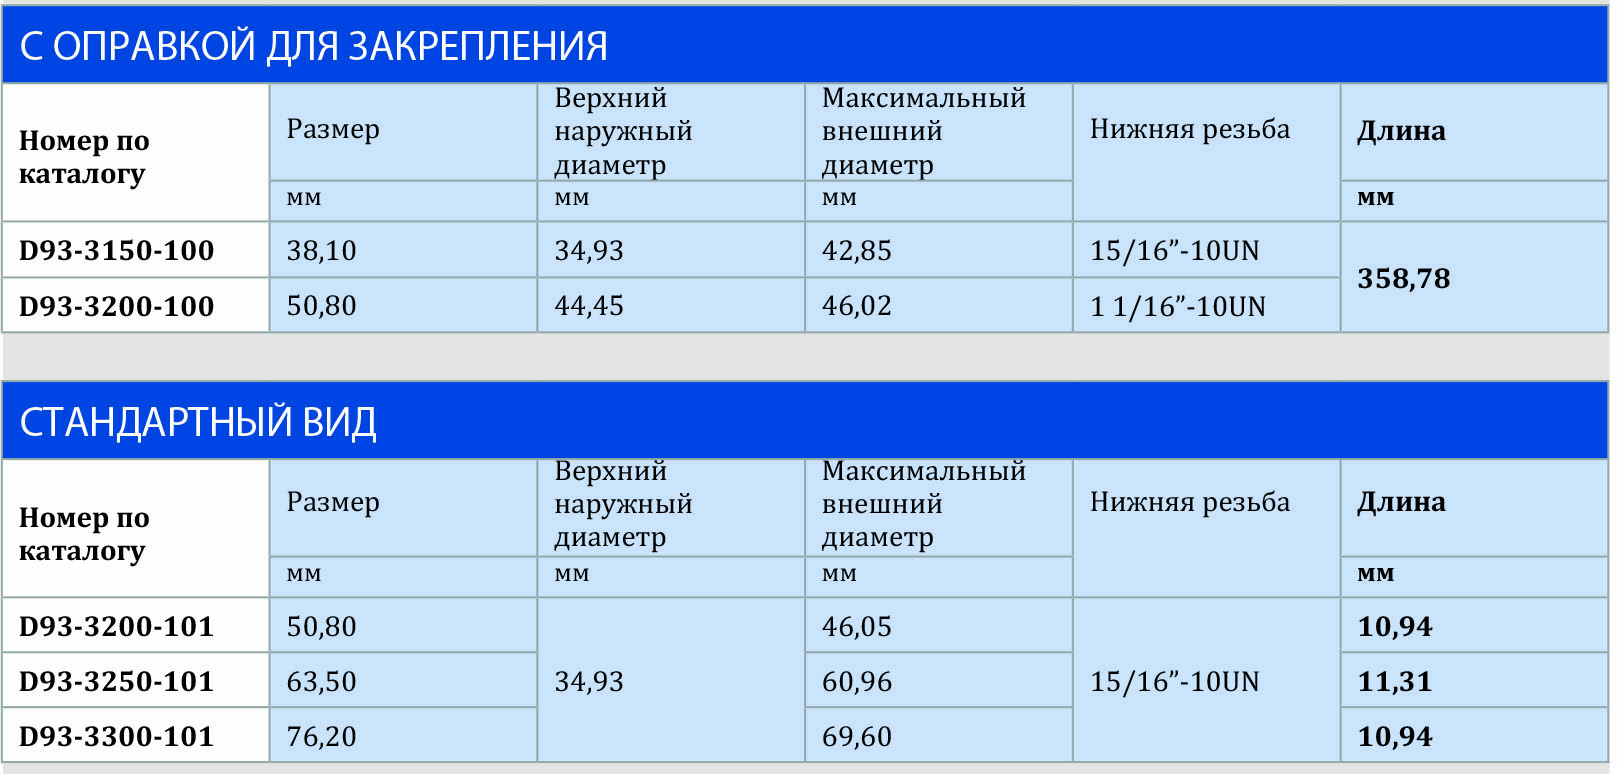 С ОПРАВКОЙ ДЛЯ ЗАКРЕПЛЕНИЯ
Номер по
каталогу
Размер
Верхний
наружный
диаметр
Максимальный
внешний
диаметр
Нижняя резьба
Длина
мм
мм
мм
мм
D93-3150-100
38,10
34,93
42,85
15/16”-10UN
358,78
D93-3200-100
50,80
44,45
46,02
1 1/16”-10UN
СТАНДАРТНЫЙ ВИД
Номер по
каталогу
Размер
Верхний
наружный
диаметр
Максимальный
внешний
диаметр
Нижняя резьба
Длина
мм
мм
мм
мм
D93-3200-101
50,80
34,93
46,05
15/16”-10UN
10,94
D93-3250-101
63,50
60,96
11,31
D93-3300-101
76,20
69,60
10,94